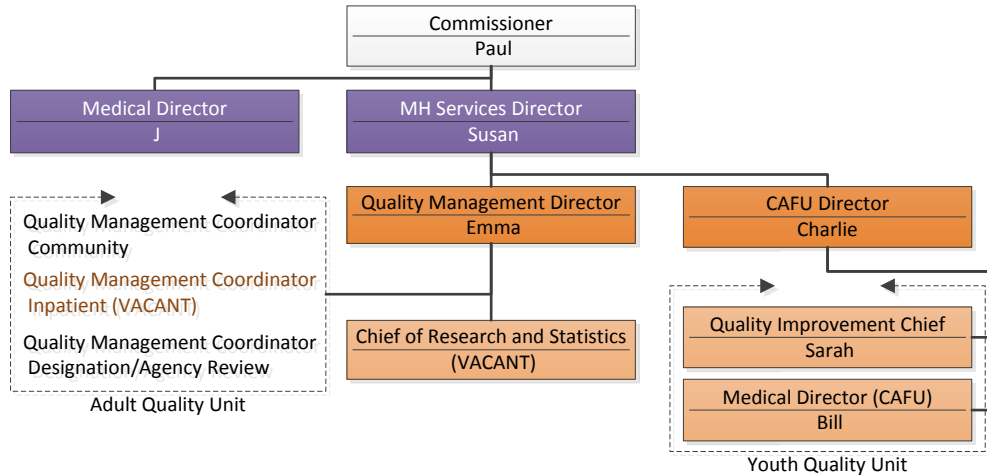 Commissioner
Paul
Medical Director
J
MH Services Director
Susan
Quality Management Coordinator
Community
Quality Management Coordinator
Inpatient (VACANT)
Quality Management Coordinator
Designation/Agency Review
Adult Quality Unit
Quality Management Director
Emma
Chief of Research and Statistics
(VACANT)
CAFU Director
Charlie
Quality Improvement Chief
Sarah
Medical Director (CAFU)
Bill
Youth Quality Unit